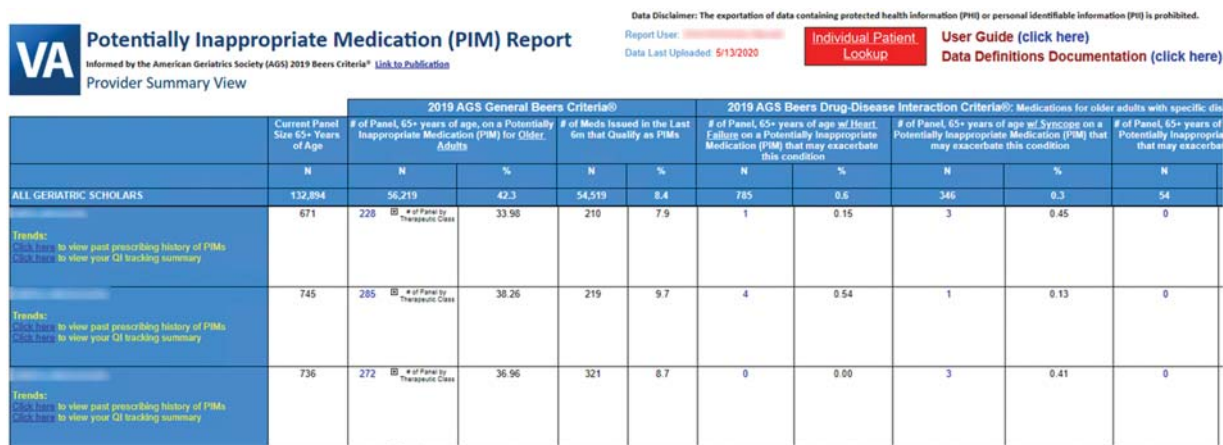 Data Disclaimer: The exportation of data containing protected health information (PHI) or personal identifiable information (PII) is prohibited.
VA
Potentially Inappropriate Medication (PIM) Report
Informed by the American Geriatrics Society (AGS) 2019 Beers Criteria® Link to Publication
Provider Summary View
Report User:
Data Last Uploaded: 5/13/2020
Individual Patient
Lookup
User Guide (click here)
Data Definitions Documentation (click here)
2019 AGS General Beers Criteria®
2019 AGS Beers Drug-Disease Interaction Criteria®: Medications for older adults with specific dis
Current Panel
Size 65+ Years
of Age
# of Panel, 65+ years of age, on a Potentially
Inappropriate Medication (PIM) for Older
Adults
# of Meds Issued in the Last
6m that Qualify as PIMs
# of Panel, 65+ years of age w/ Heart
Failure on a Potentially Inappropriate
Medication (PIM) that may exacerbate
this condition
# of Panel, 65+ years of age w/ Syncope on a
Potentially Inappropriate Medication (PIM) that
may exacerbate this condition
# of Panel, 65+ years of
Potentially Inappropria
that may exacerba
N N % N % N % N % N
ALL GERIATRIC SCHOLARS 132,894 56,219 42.3 54,519 8.4 785 0.6 346 0.3 54
671 228 # of Panel by 33.98 210 7.9 1 0.15 3 0.45 0
Therapeutic Class
Trends:
Click here to view past prescribing history of PIMs
Click here to view your QI tracking summary
745 285 # of Panel by 38.26 219 9.7 4 0.54 1 0.13 0
Therapeutic Class
Trends:
Click here to view past prescribing history of PIMs
Click here to view your QI tracking summary
736 272 # of Panel by 36.96 321 8.7 0 0.00 3 0.41 0
Therapeutic Class
Trends:
Click here to view past prescribing history of PIMs
Click here to view your QI tracking summary